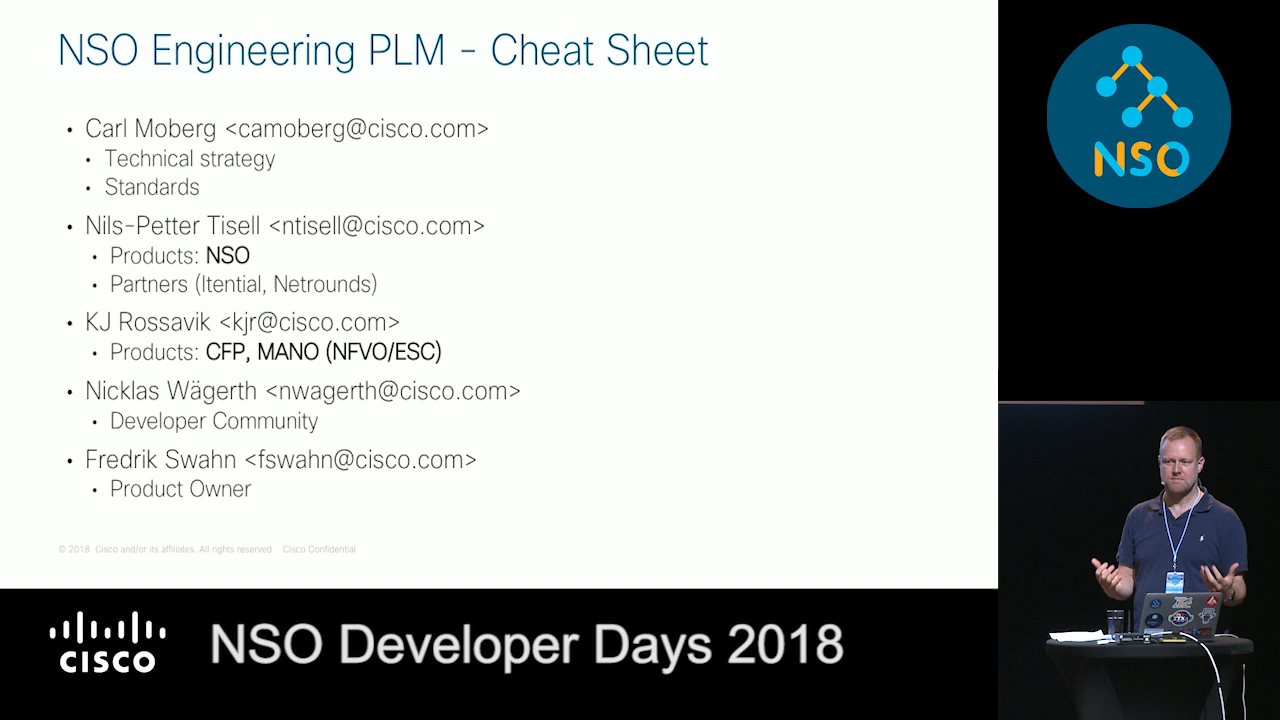 NSO Engineering PLM - Cheat Sheet
• Carl Moberg <camoberg@cisco.com>
• Technical strategy
• Standards
• Nils-Petter Tisell <ntisell@cisco.com>
• Products: NSO
• Partners (Itential, Netrounds)
• KJ Rossavik <kjr@cisco.com>
• Products: CFP, MANO (NFVO/ESC)
• Nicklas Wägerth <nwagerth@cisco.com>
• Developer Community
• Fredrik Swahn <fswahn@cisco.com>
• Product Owner
© 2018 Cisco and/or its affiliates. All rights reserved. Cisco Confidential
NSO
CISCO
NSO Developer Days 2018